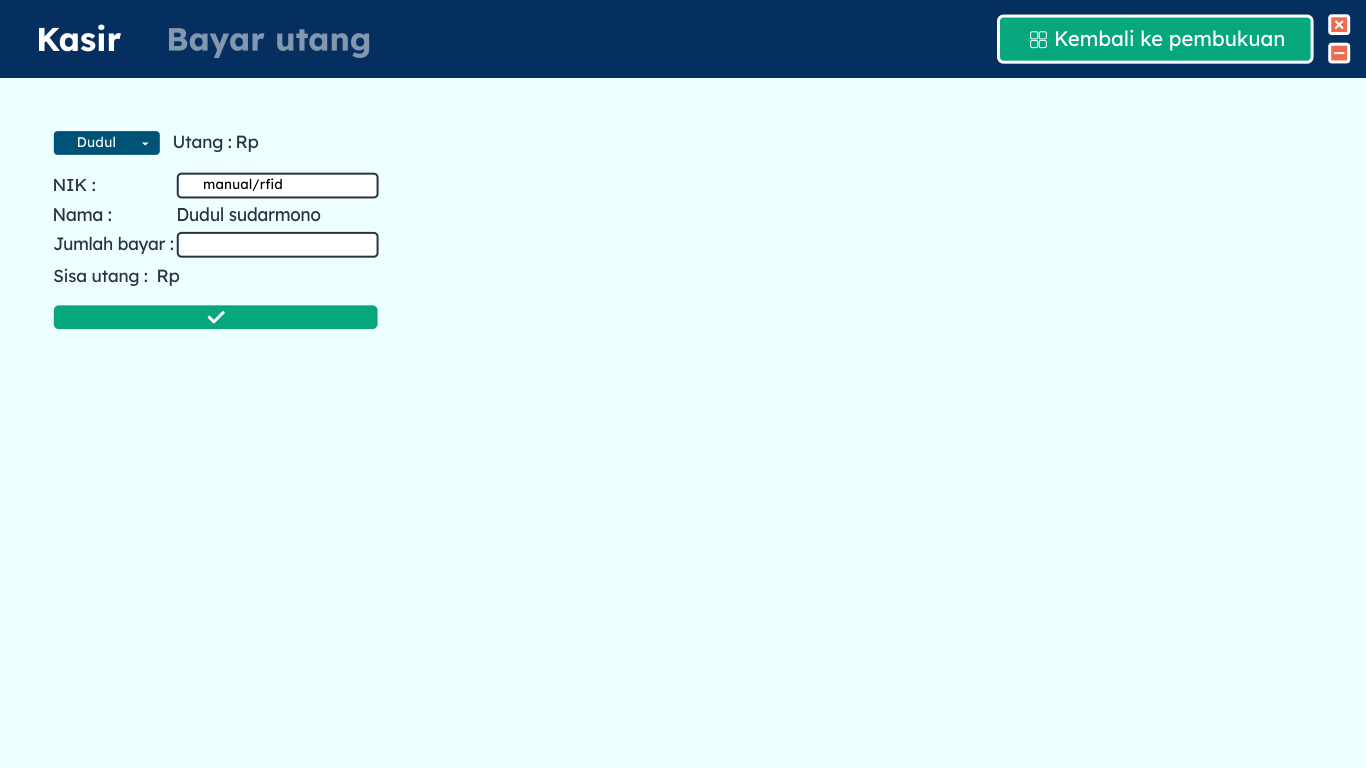 Kasir Bayar utang Kembali ke pembukuan
Dudul Utang : Rp
NIK : manual/rfid
Nama : Dudul sudarmono
Jumlah bayar :
Sisa utang : Rp